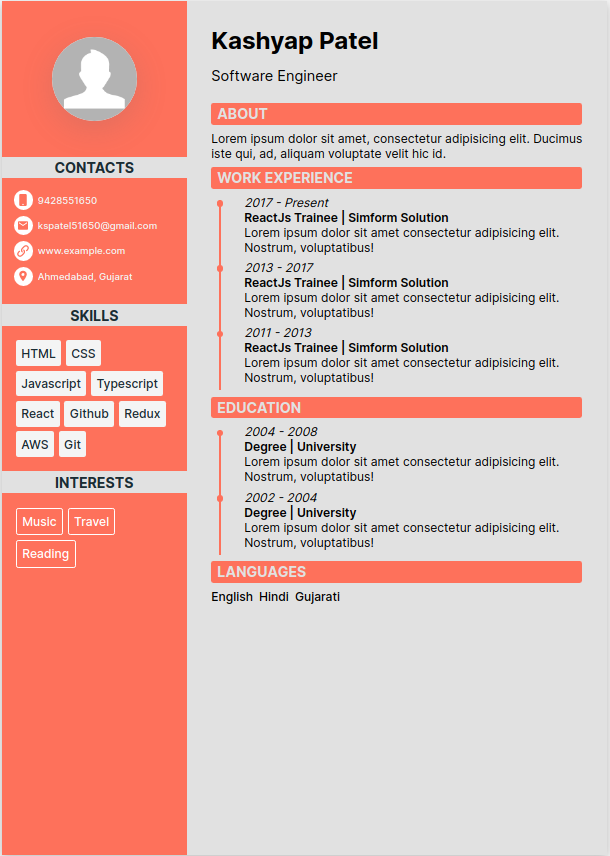 CONTACTS
9428551650
kspatel51650@gmail.com
www.example.com
Ahmedabad, Gujarat
SKILLS
HTML CSS
Javascript Typescript
React Github Redux
AWS Git
INTERESTS
Music Travel
Reading
Kashyap Patel
Software Engineer
ABOUT
Lorem ipsum dolor sit amet, consectetur adipisicing elit. Ducimus
iste qui, ad, aliquam voluptate velit hic id.
WORK EXPERIENCE
2017 - Present
ReactJs Trainee | Simform Solution
Lorem ipsum dolor sit amet consectetur adipisicing elit.
Nostrum, voluptatibus!
2013 - 2017
ReactJs Trainee | Simform Solution
Lorem ipsum dolor sit amet consectetur adipisicing elit.
Nostrum, voluptatibus!
2011 - 2013
ReactJs Trainee | Simform Solution
Lorem ipsum dolor sit amet consectetur adipisicing elit.
Nostrum, voluptatibus!
EDUCATION
2004 - 2008
Degree | University
Lorem ipsum dolor sit amet consectetur adipisicing elit.
Nostrum, voluptatibus!
2002 - 2004
Degree | University
Lorem ipsum dolor sit amet consectetur adipisicing elit.
Nostrum, voluptatibus!
LANGUAGES
English Hindi Gujarati